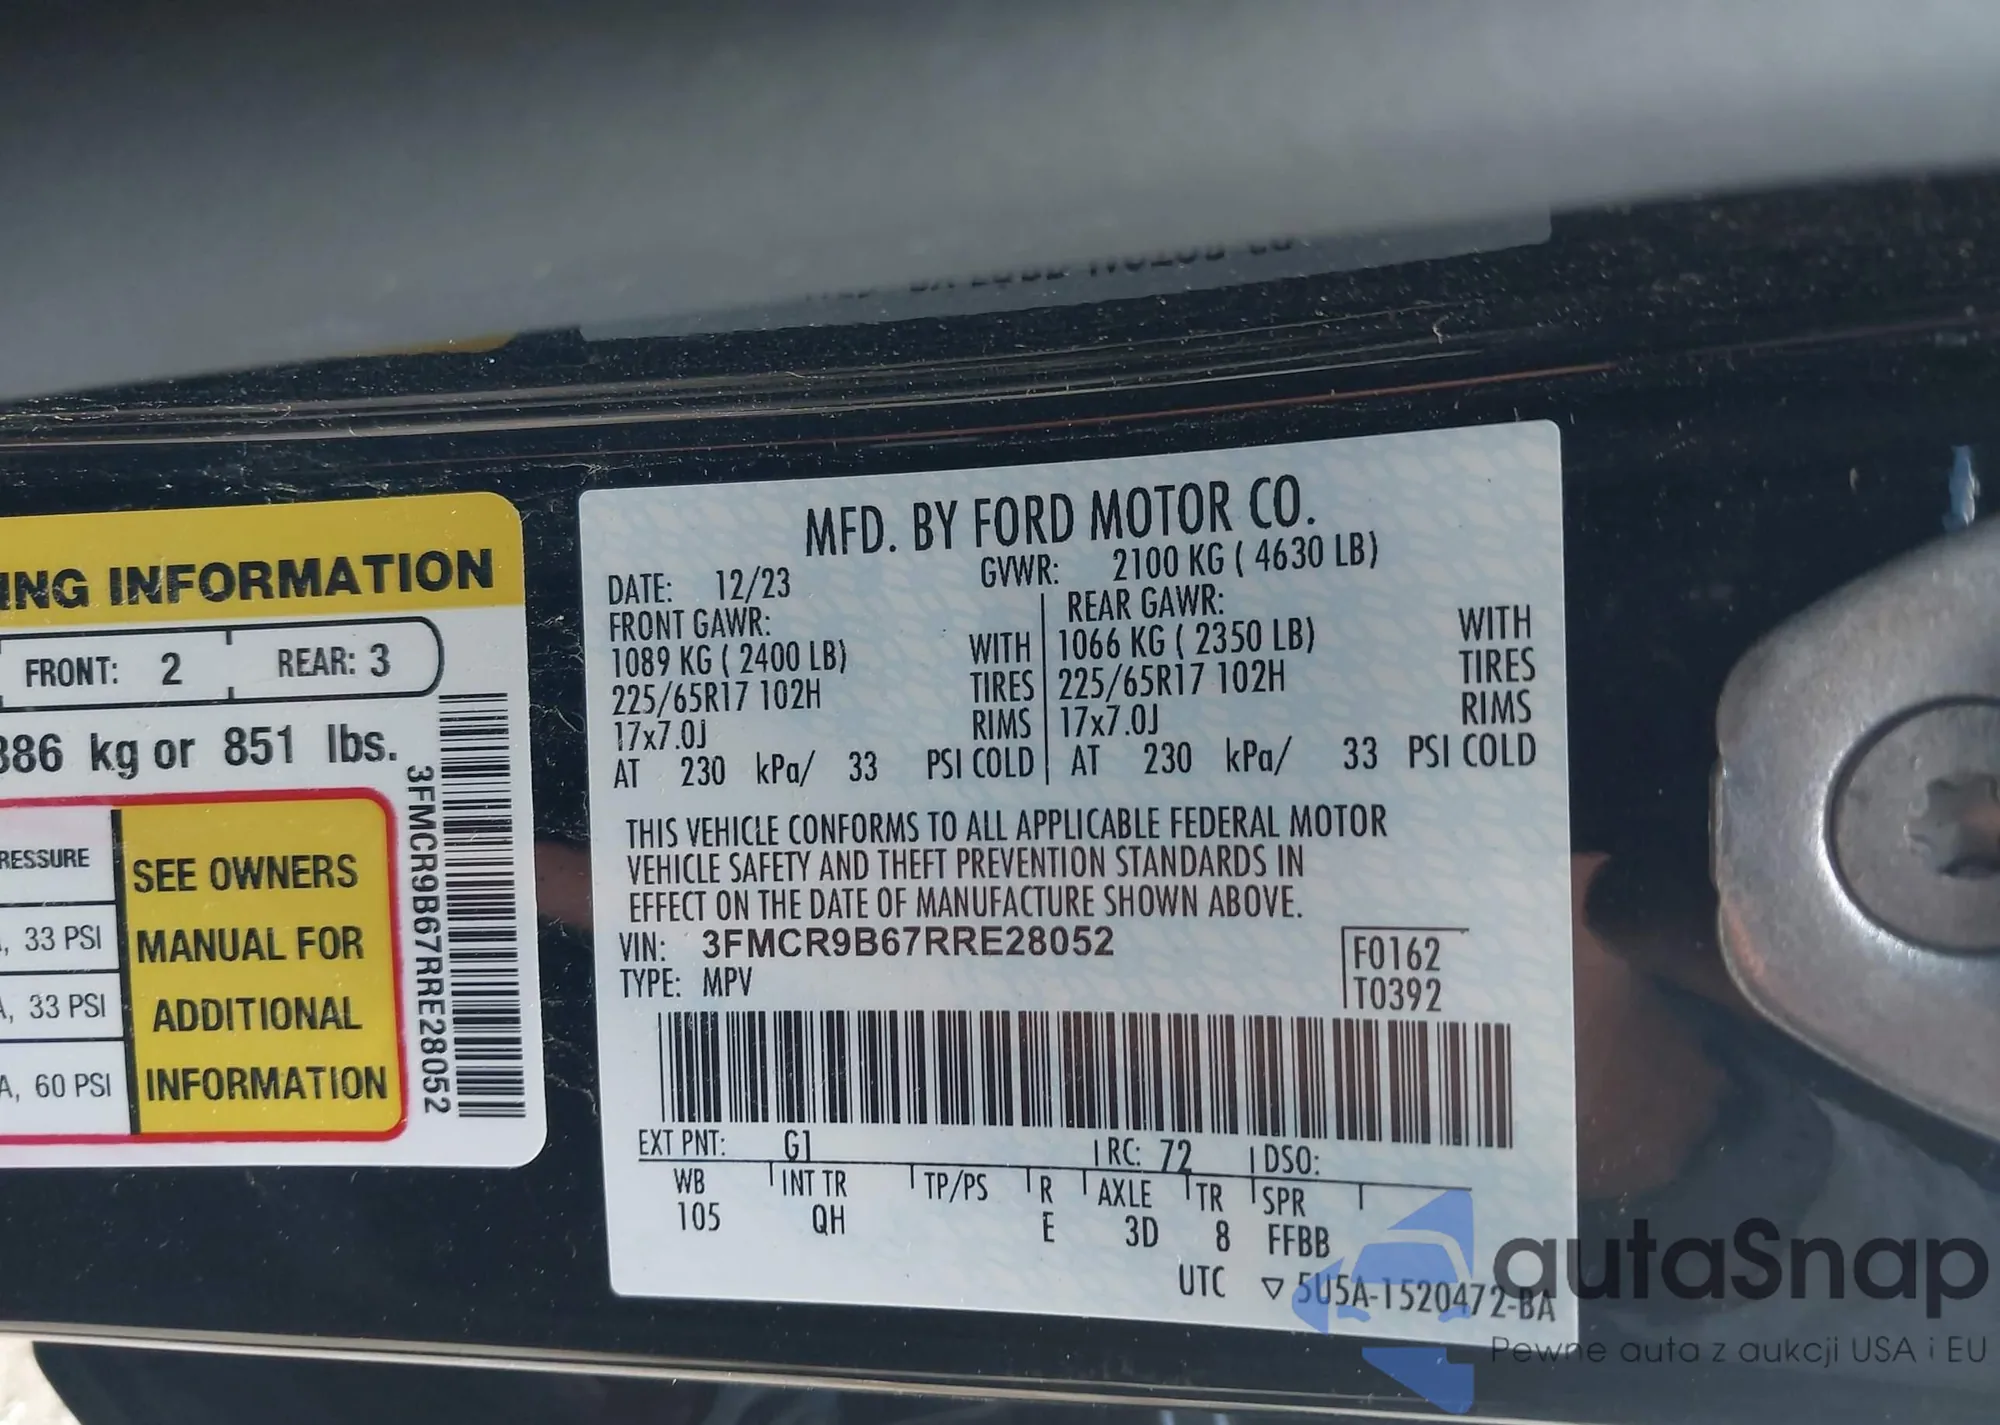 ING INFORMATION
FRONT: 2 REAR: 3
386 kg or 851 lbs.
RESSURE
, 33 PSI
A, 33 PSI
A, 60 PSI
SEE OWNERS
MANUAL FOR
ADDITIONAL
INFORMATION
3FMCR9B67RRE28052
MFD. BY FORD MOTOR CO.
DATE: 12/23 GVWR: 2100 KG ( 4630 LB)
FRONT GAWR: REAR GAWR:
1089 KG ( 2400 LB) WITH 1066 KG ( 2350 LB) WITH
225/65R17 102H TIRES 225/65R17 102H TIRES
17x7.0J RIMS 17x7.0J RIMS
AT 230 kPa/ 33 PSI COLD AT 230 kPa/ 33 PSI COLD
THIS VEHICLE CONFORMS TO ALL APPLICABLE FEDERAL MOTOR
VEHICLE SAFETY AND THEFT PREVENTION STANDARDS IN
EFFECT ON THE DATE OF MANUFACTURE SHOWN ABOVE.
VIN: 3FMCR9B67RRE28052 F0162
TYPE: MPV T0392
EXT PNT: G1 RC: 72 DSO:
WB INT TR TP/PS R AXLE TR SPR
105 QH E 3D 8 FFBB
UTC ▽ 5U5A-1520472-BA
autaSnap
Pewne auta z aukcji USA i EU